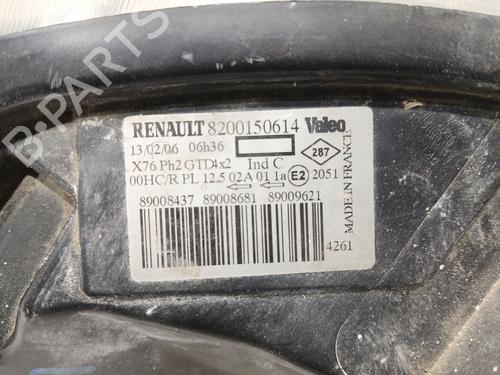 B-PARTS
RENAULT 8200150614 Valeo
13/02/06 06h36
X76 Ph2 GTD4x2 Ind C
287
00HC/R PL 12.5 02A 01 1a E2 2051
89008437 89008681 89009621
4261
MADE IN FRANCE